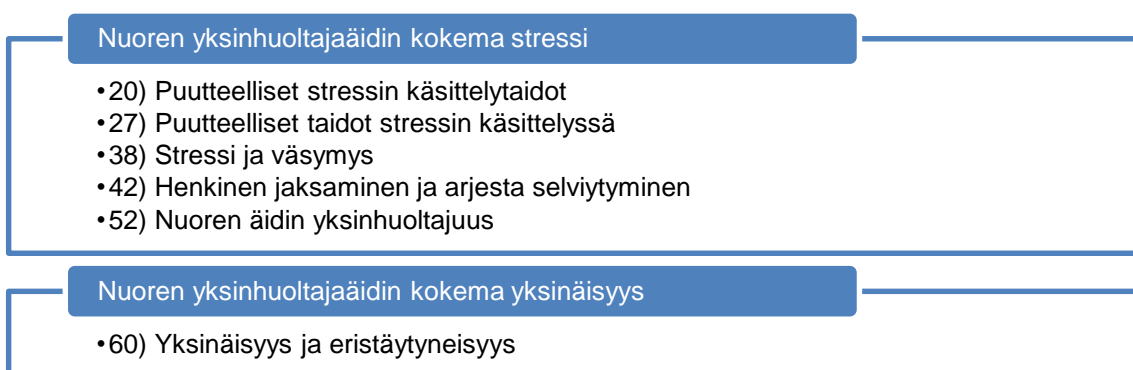 Nuoren yksinhuoltajaäidin kokema stressi
•20) Puutteelliset stressin käsittelytaidot
•27) Puutteelliset taidot stressin käsittelyssä
•38) Stressi ja väsymys
•42) Henkinen jaksaminen ja arjesta selviytyminen
•52) Nuoren äidin yksinhuoltajuus
Nuoren yksinhuoltajaäidin kokema yksinäisyys
•60) Yksinäisyys ja eristäytyneisyys